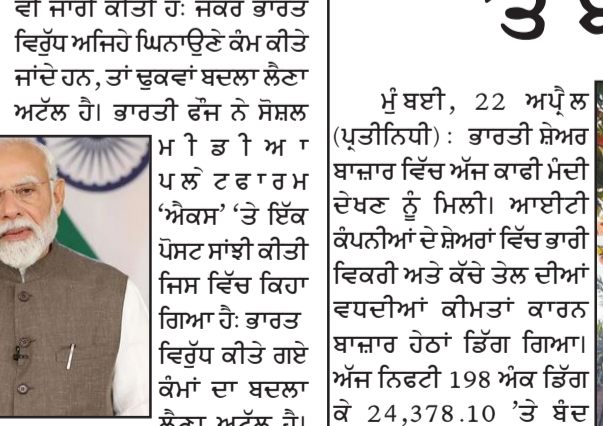 ਵੀ ਜਾਰੀ ਕੀਤੀ ਹੈ: ਜੇਕਰ ਭਾਰਤ
ਵਿਰੁੱਧ ਅਜਿਹੇ ਘਿਨਾਉਣੇ ਕੰਮ ਕੀਤੇ
ਜਾਂਦੇ ਹਨ, ਤਾਂ ਢੁਕਵਾਂ ਬਦਲਾ ਲੈਣਾ
ਅਟੱਲ ਹੈ। ਭਾਰਤੀ ਫੌਜ ਨੇ ਸੋਸ਼ਲ
ਮੀਡੀਆ
ਪਲੇਟਫਾਰਮ
‘ਐਕਸ’ ‘ਤੇ ਇੱਕ
ਪੋਸਟ ਸਾਂਝੀ ਕੀਤੀ
ਜਿਸ ਵਿੱਚ ਕਿਹਾ
ਗਿਆ ਹੈ: ਭਾਰਤ
ਵਿਰੁੱਧ ਕੀਤੇ ਗਏ
ਕੰਮਾਂ ਦਾ ਬਦਲਾ
ਲੈਣਾ ਅਟੱਲ ਹੈ।
’ਤੇ
ਮੁੰਬਈ, 22 ਅਪ੍ਰੈਲ
(ਪ੍ਰਤੀਨਿਧੀ) : ਭਾਰਤੀ ਸ਼ੇਅਰ
ਬਾਜ਼ਾਰ ਵਿੱਚ ਅੱਜ ਕਾਫੀ ਮੰਦੀ
ਦੇਖਣ ਨੂੰ ਮਿਲੀ। ਆਈਟੀ
ਕੰਪਨੀਆਂ ਦੇ ਸ਼ੇਅਰਾਂ ਵਿੱਚ ਭਾਰੀ
ਵਿਕਰੀ ਅਤੇ ਕੱਚੇ ਤੇਲ ਦੀਆਂ
ਵਧਦੀਆਂ ਕੀਮਤਾਂ ਕਾਰਨ
ਬਾਜ਼ਾਰ ਹੇਠਾਂ ਡਿੱਗ ਗਿਆ।
ਅੱਜ ਨਿਫਟੀ 198 ਅੰਕ ਡਿੱਗ
ਕੇ 24,378.10 ’ਤੇ ਬੰਦ